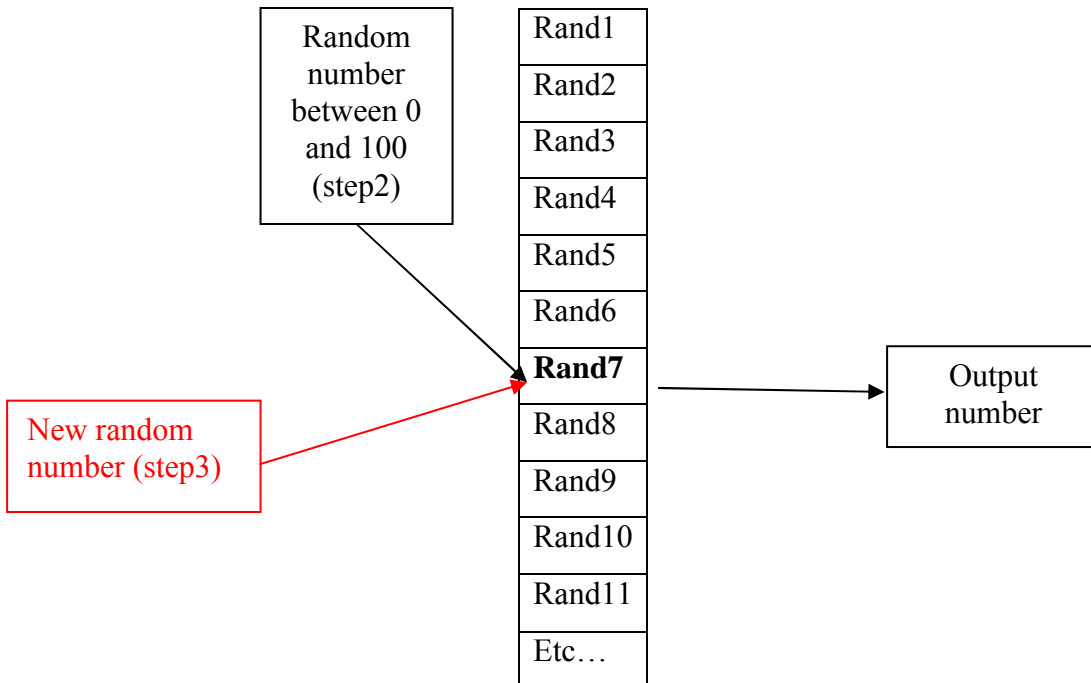 Random
number
between 0
and 100
(step2)
New random
number (step3)
Rand1
Rand2
Rand3
Rand4
Rand5
Rand6
Rand7
Rand8
Rand9
Rand10
Rand11
Etc…
Output
number